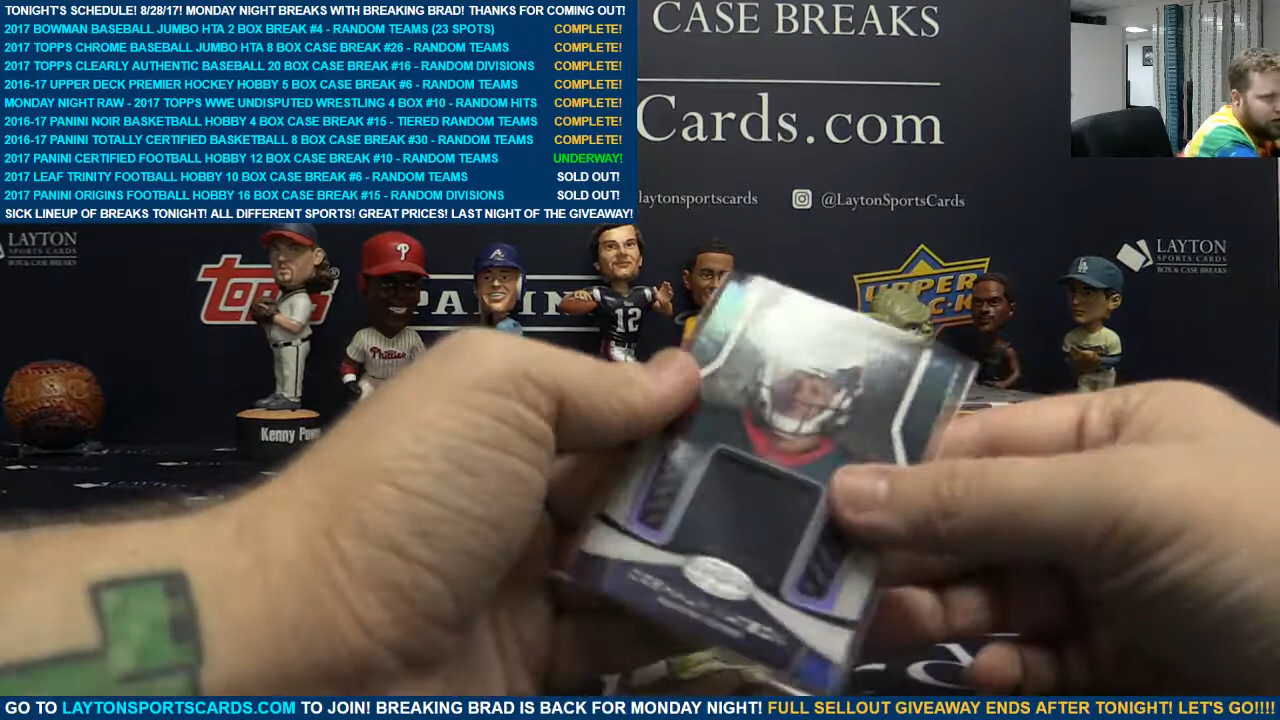 TONIGHT'S SCHEDULE! 8/28/17! MONDAY NIGHT BREAKS WITH BREAKING BRAD! THANKS FOR COMING OUT!
2017 BOWMAN BASEBALL JUMBO HTA 2 BOX BREAK #4 - RANDOM TEAMS (23 SPOTS) COMPLETE!
2017 TOPPS CHROME BASEBALL JUMBO HTA 8 BOX CASE BREAK #26 - RANDOM TEAMS COMPLETE!
2017 TOPPS CLEARLY AUTHENTIC BASEBALL 20 BOX CASE BREAK #16 - RANDOM DIVISIONS COMPLETE!
2016-17 UPPER DECK PREMIER HOCKEY HOBBY 5 BOX CASE BREAK #6 - RANDOM TEAMS COMPLETE!
MONDAY NIGHT RAW - 2017 TOPPS WWE UNDISPUTED WRESTLING 4 BOX #10 - RANDOM HITS COMPLETE!
2016-17 PANINI NOIR BASKETBALL HOBBY 4 BOX CASE BREAK #15 - TIERED RANDOM TEAMS COMPLETE!
2016-17 PANINI TOTALLY CERTIFIED BASKETBALL 8 BOX CASE BREAK #30 - RANDOM TEAMS COMPLETE!
2017 PANINI CERTIFIED FOOTBALL HOBBY 12 BOX CASE BREAK #10 - RANDOM TEAMS UNDERWAY!
2017 LEAF TRINITY FOOTBALL HOBBY 10 BOX CASE BREAK #6 - RANDOM TEAMS SOLD OUT!
2017 PANINI ORIGINS FOOTBALL HOBBY 16 BOX CASE BREAK #15 - RANDOM DIVISIONS SOLD OUT!
SICK LINEUP OF BREAKS TONIGHT! ALL DIFFERENT SPORTS! GREAT PRICES! LAST NIGHT OF THE GIVEAWAY!
CASE BREAKS
Cards.com
laytonsportscards @LaytonSportsCards
LAYTON
SPORTS CARDS
BOX & CASE BREAKS
topps
PANINI
UPPER
LAYTON
SPORTS CARDS
BOX & CASE BREAKS
P
A
LA
12
Phillies
Kenny
GO TO LAYTONSPORTSCARDS.COM TO JOIN! BREAKING BRAD IS BACK FOR MONDAY NIGHT! FULL SELLOUT GIVEAWAY ENDS AFTER TONIGHT! LET'S GO!!!!